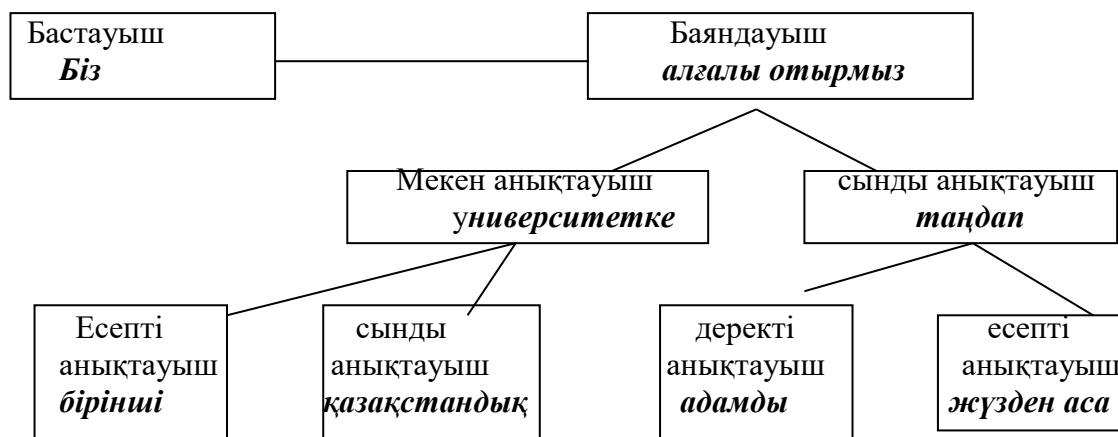 Бастауыш
Біз
Баяндауыш
алғалы отырмыз
Мекен анықтауыш
университетке
сынды анықтауыш
таңдап
Есепті
анықтауыш
бірінші
сынды
анықтауыш
қазақстандық
деректі
анықтауыш
адамды
есепті
анықтауыш
жүзден аса